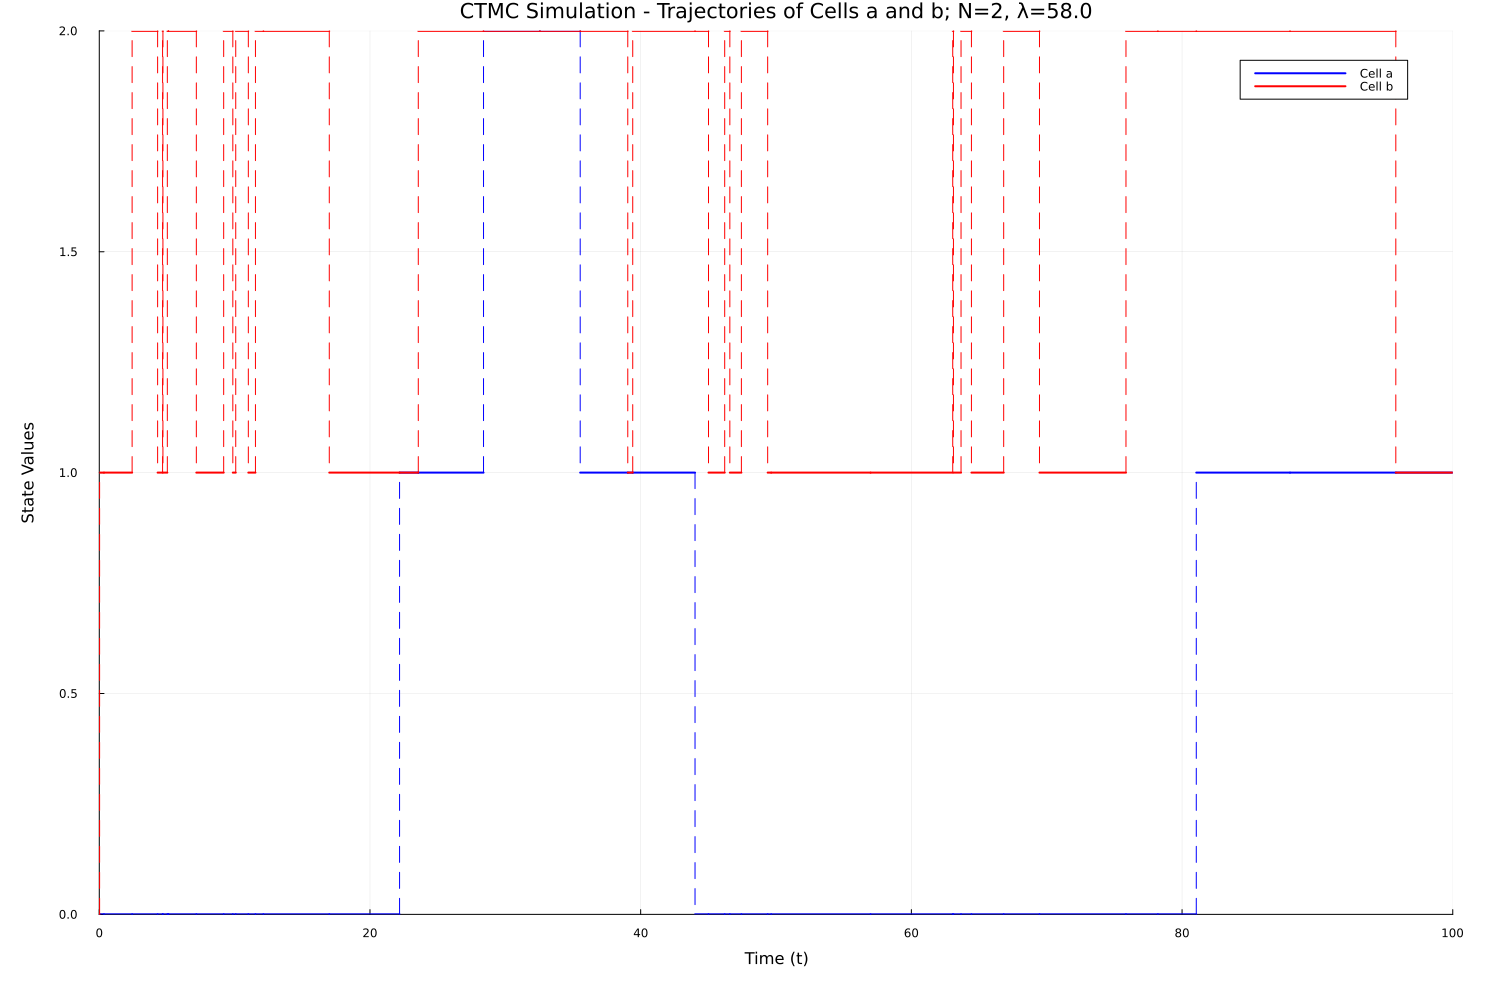 CTMC Simulation - Trajectories of Cells a and b; N=2, λ=58.0
2.0
Cell a
Cell b
1.5
1.0
State Values
0.5
0.0
0 20 40 60 80 100
Time (t)